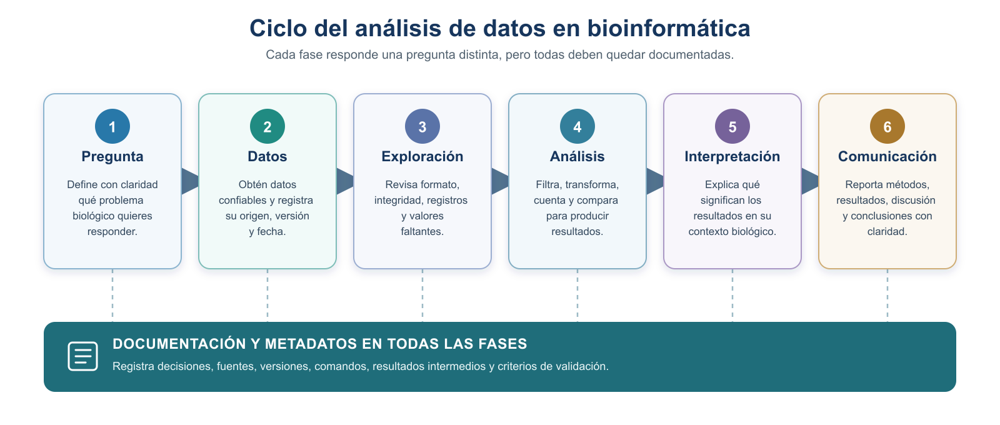 Ciclo del análisis de datos en bioinformática
Cada fase responde una pregunta distinta, pero todas deben quedar documentadas.
1
Pregunta
Define con claridad
qué problema
biológico quieres
responder.
2
Datos
Obtén datos
confiables y registra
su origen, versión
y fecha.
3
Exploración
Revisa formato,
integridad, registros
y valores
faltantes.
4
Análisis
Filtra, transforma,
cuenta y compara
para producir
resultados.
5
Interpretación
Explica qué
significan los
resultados en su
contexto biológico.
6
Comunicación
Reporta métodos,
resultados, discusión
y conclusiones con
claridad.
DOCUMENTACIÓN Y METADATOS EN TODAS LAS FASES
Registra decisiones, fuentes, versiones, comandos, resultados intermedios y criterios de validación.